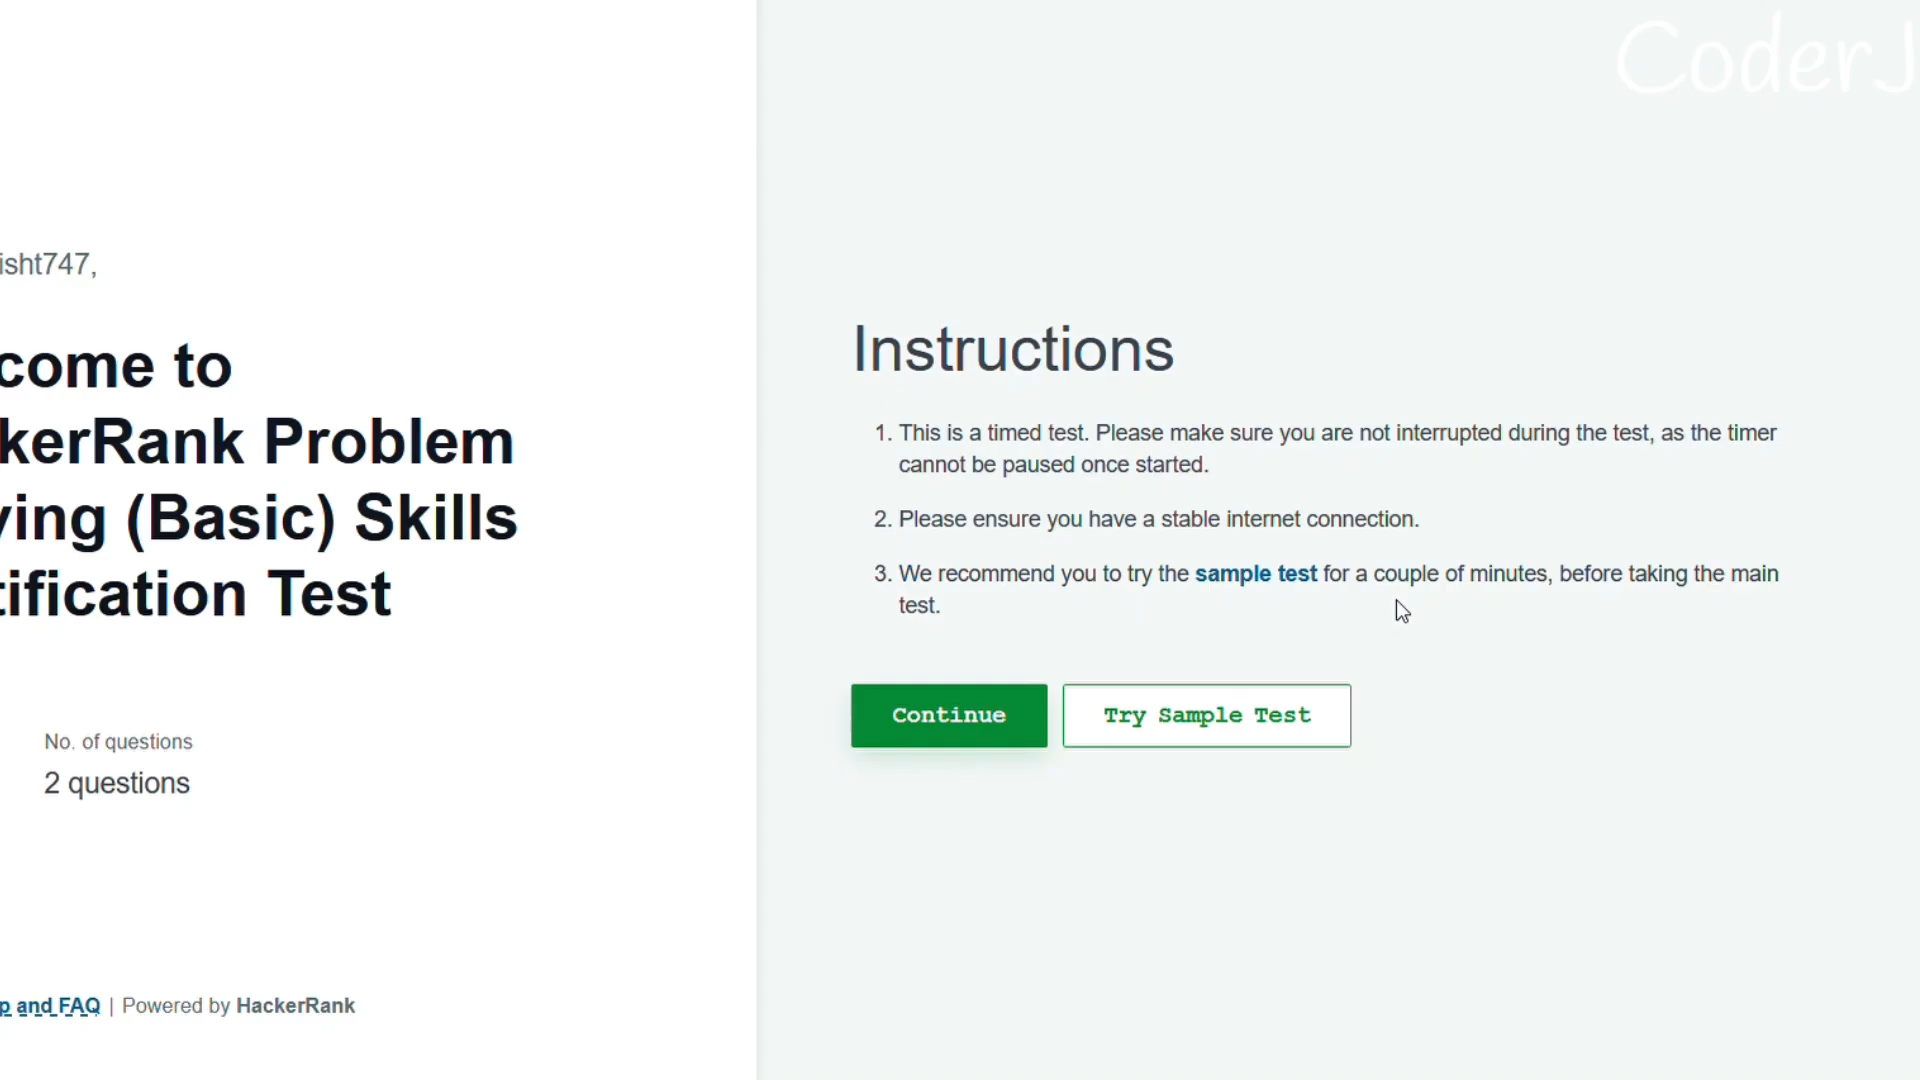 CoderJ
isht747,
come to
kerRank Problem
ving (Basic) Skills
tification Test
No. of questions
2 questions
p and FAQ | Powered by HackerRank
Instructions
1. This is a timed test. Please make sure you are not interrupted during the test, as the timer
cannot be paused once started.
2. Please ensure you have a stable internet connection.
3. We recommend you to try the sample test for a couple of minutes, before taking the main
test.
Continue
Try Sample Test